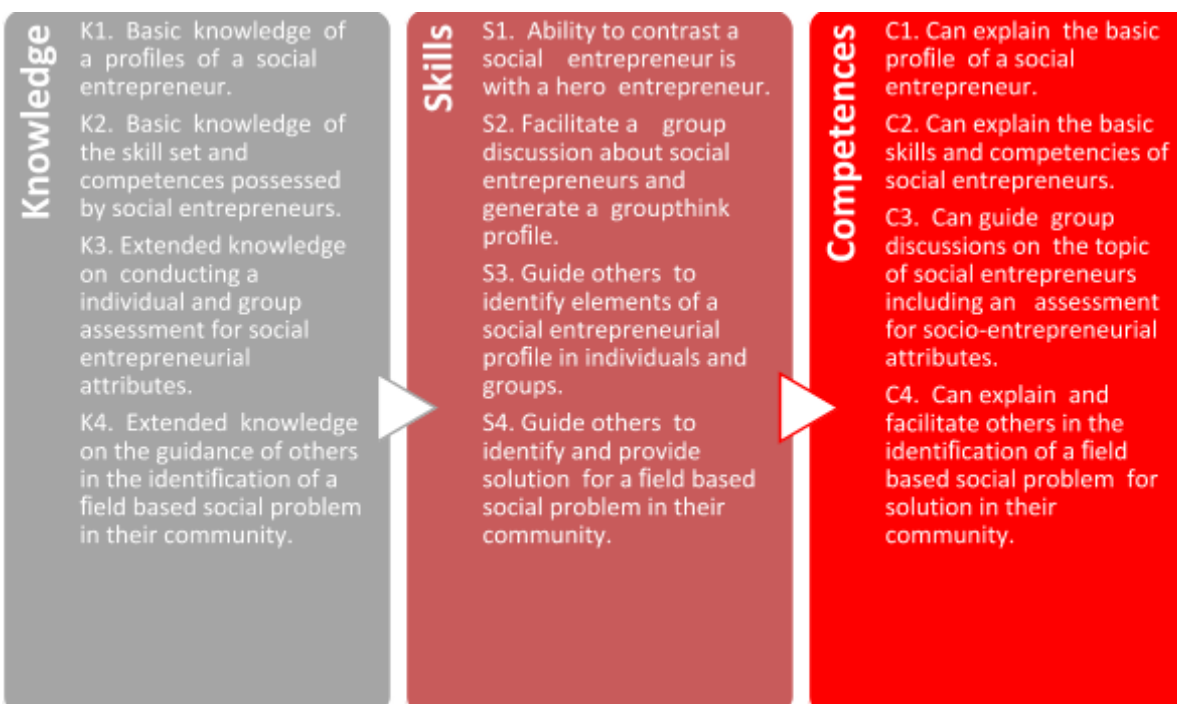 Knowledge
K1. Basic knowledge of
a profiles of a social
entrepreneur.
K2. Basic knowledge of
the skill set and
competences possessed
by social entrepreneurs.
K3. Extended knowledge
on conducting a
individual and group
assessment for social
entrepreneurial
attributes.
K4. Extended knowledge
on the guidance of others
in the identification of a
field based social problem
in their community.
Skills
S1. Ability to contrast a
social entrepreneur is
with a hero entrepreneur.
S2. Facilitate a group
discussion about social
entrepreneurs and
generate a groupthink
profile.
S3. Guide others to
identify elements of a
social entrepreneurial
profile in individuals and
groups.
S4. Guide others to
identify and provide
solution for a field based
social problem in their
community.
Competences
C1. Can explain the basic
profile of a social
entrepreneur.
C2. Can explain the basic
skills and competencies of
social entrepreneurs.
C3. Can guide group
discussions on the topic
of social entrepreneurs
including an assessment
for socio-entrepreneurial
attributes.
C4. Can explain and
facilitate others in the
identification of a field
based social problem for
solution in their
community.